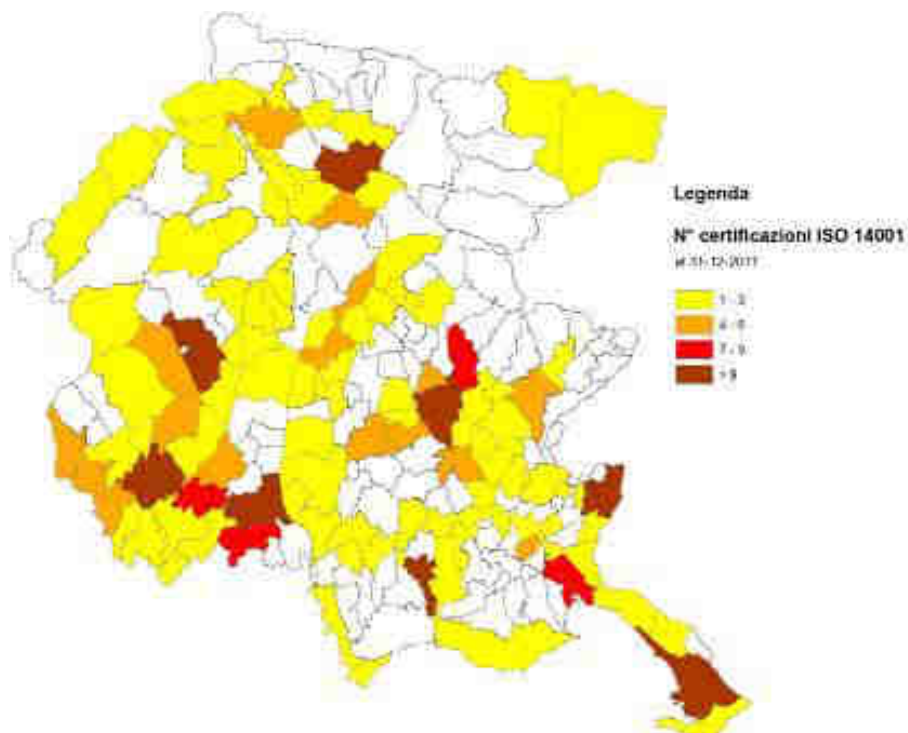 Legenda
N° certificazioni ISO 14001
al 31-12-2011
1 - 3
4 - 6
7 - 9
> 9